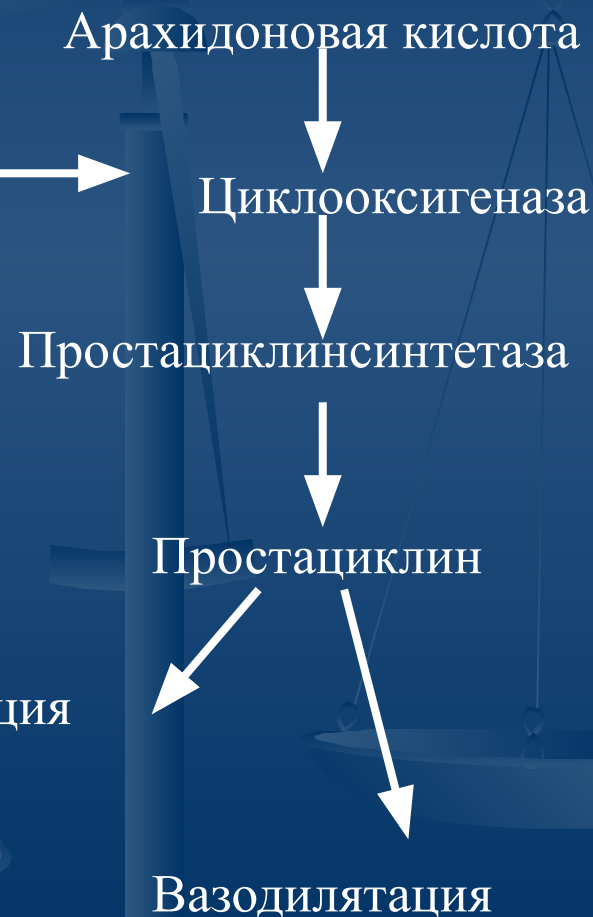 Арахидоновая кислота
Циклооксигеназа
Простациклинсинтетаза
Простациклин
ция
Вазодилятация